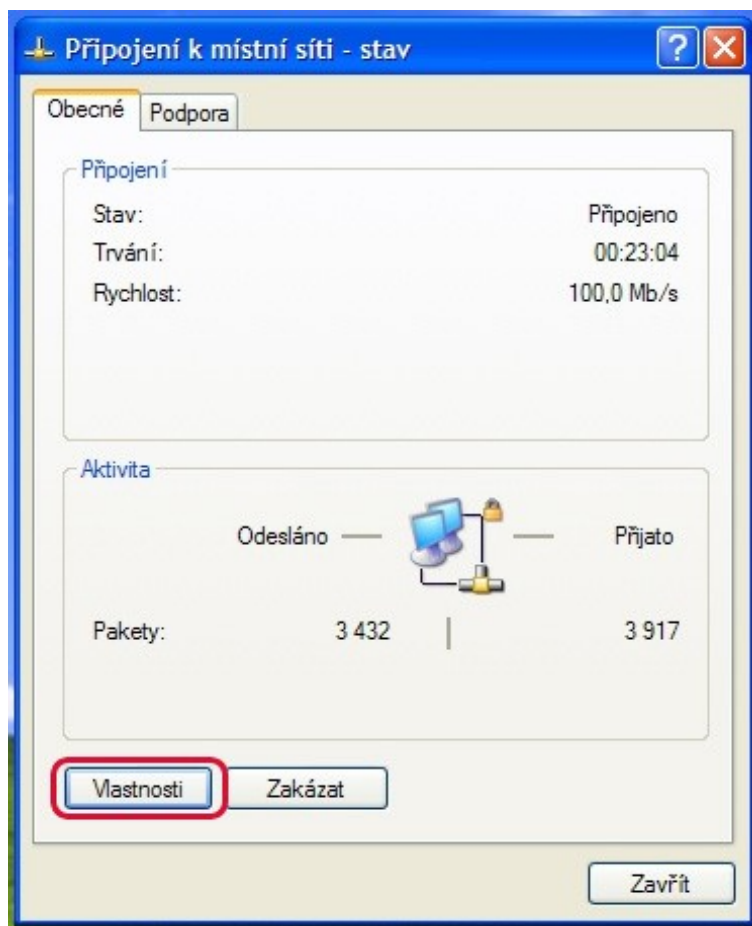 Připojení k místní síti - stav
Obecné Podpora
Připojení
Stav: Připojeno
Trvání: 00:23:04
Rychlost: 100,0 Mb/s
Aktivita
Odesláno Přijato
Pakety: 3 432 3 917
Vlastnosti Zakázat
Zavřít